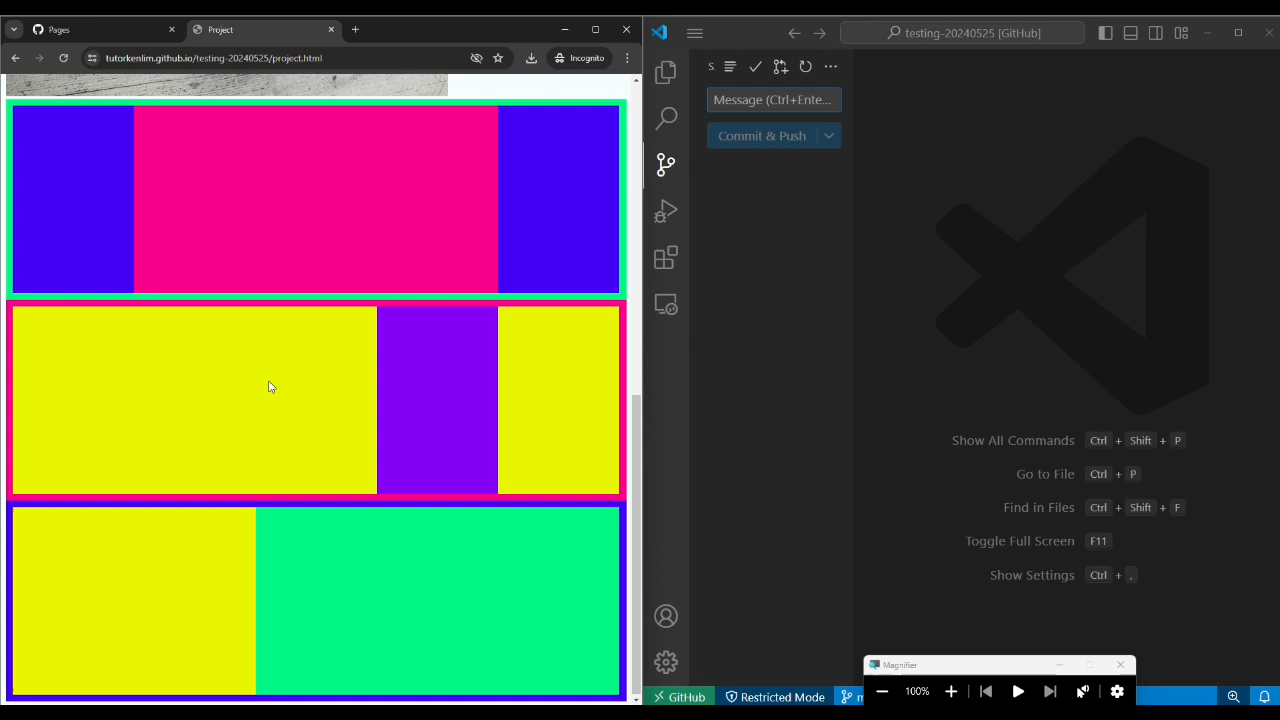 Pages
Project
tutorkenlim.github.io/testing-20240525/project.html
Incognito
testing-20240525 [GitHub]
S.
Message (Ctrl+Ente...
Commit & Push
Show All Commands Ctrl + Shift + P
Go to File Ctrl + P
Find in Files Ctrl + Shift + F
Toggle Full Screen F11
Show Settings Ctrl + ,
Magnifier
100%
GitHub
Restricted Mode